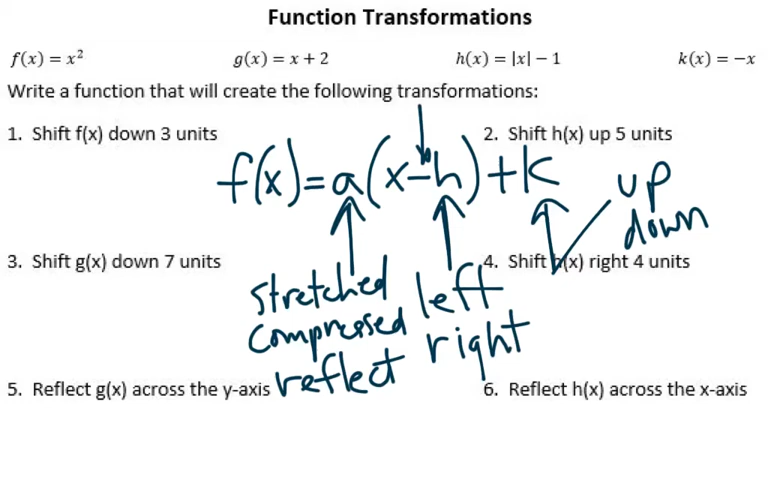 Function Transformations
f(x) = x² g(x) = x + 2 h(x) = |x| − 1 k(x) = −x
Write a function that will create the following transformations:
1. Shift f(x) down 3 units 2. Shift h(x) up 5 units
f(x)=a(x-h)+k up
down
3. Shift g(x) down 7 units 4. Shift (x) right 4 units
stretched left
compressed right
reflect
5. Reflect g(x) across the y-axis 6. Reflect h(x) across the x-axis